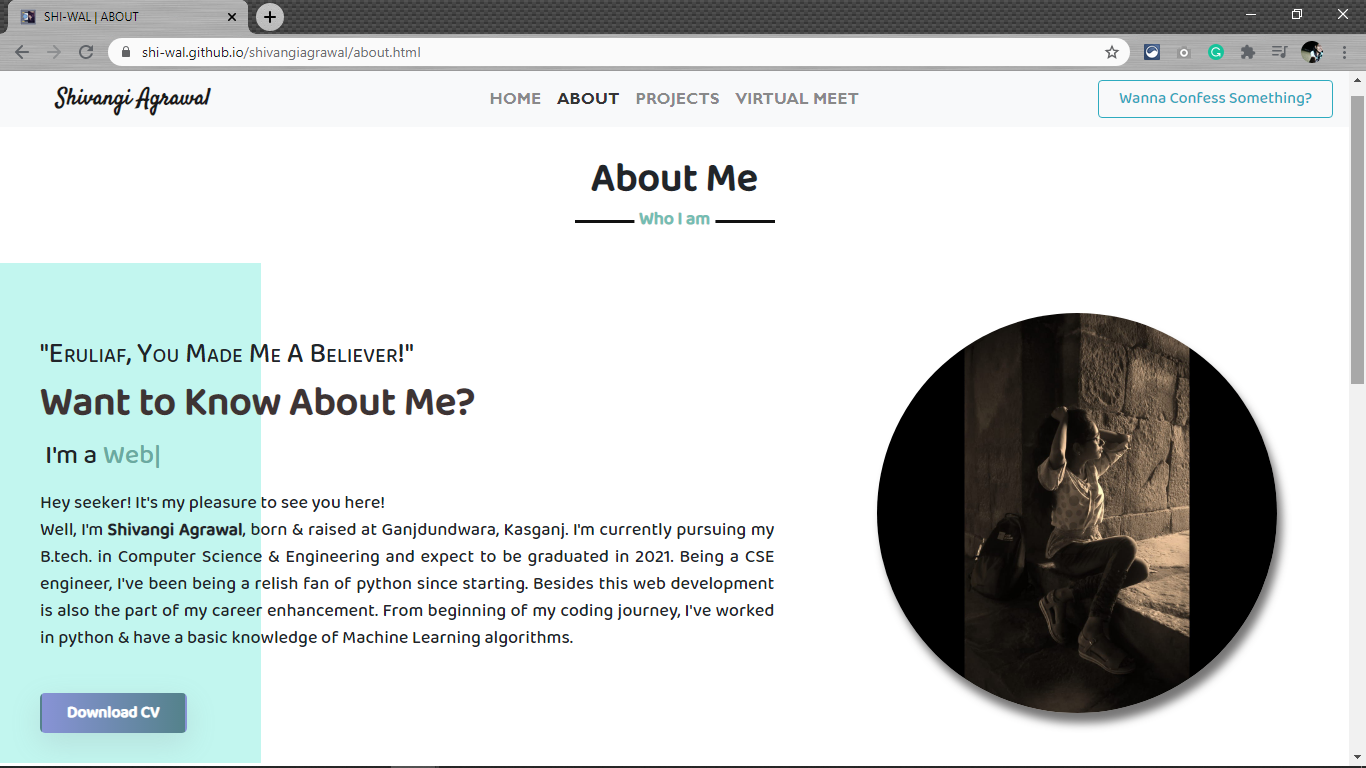 SHI-WAL | ABOUT
shi-wal.github.io/shivangiagrawal/about.html
Shivangi Agrawal
HOME ABOUT PROJECTS VIRTUAL MEET
Wanna Confess Something?
About Me
Who I am
"Eruliaf, You Made Me A Believer!"
Want to Know About Me?
I'm a Web|
Hey seeker! It's my pleasure to see you here!
Well, I'm Shivangi Agrawal, born & raised at Ganjdundwara, Kasganj. I'm currently pursuing my
B.tech. in Computer Science & Engineering and expect to be graduated in 2021. Being a CSE
engineer, I've been being a relish fan of python since starting. Besides this web development
is also the part of my career enhancement. From beginning of my coding journey, I've worked
in python & have a basic knowledge of Machine Learning algorithms.
Download CV